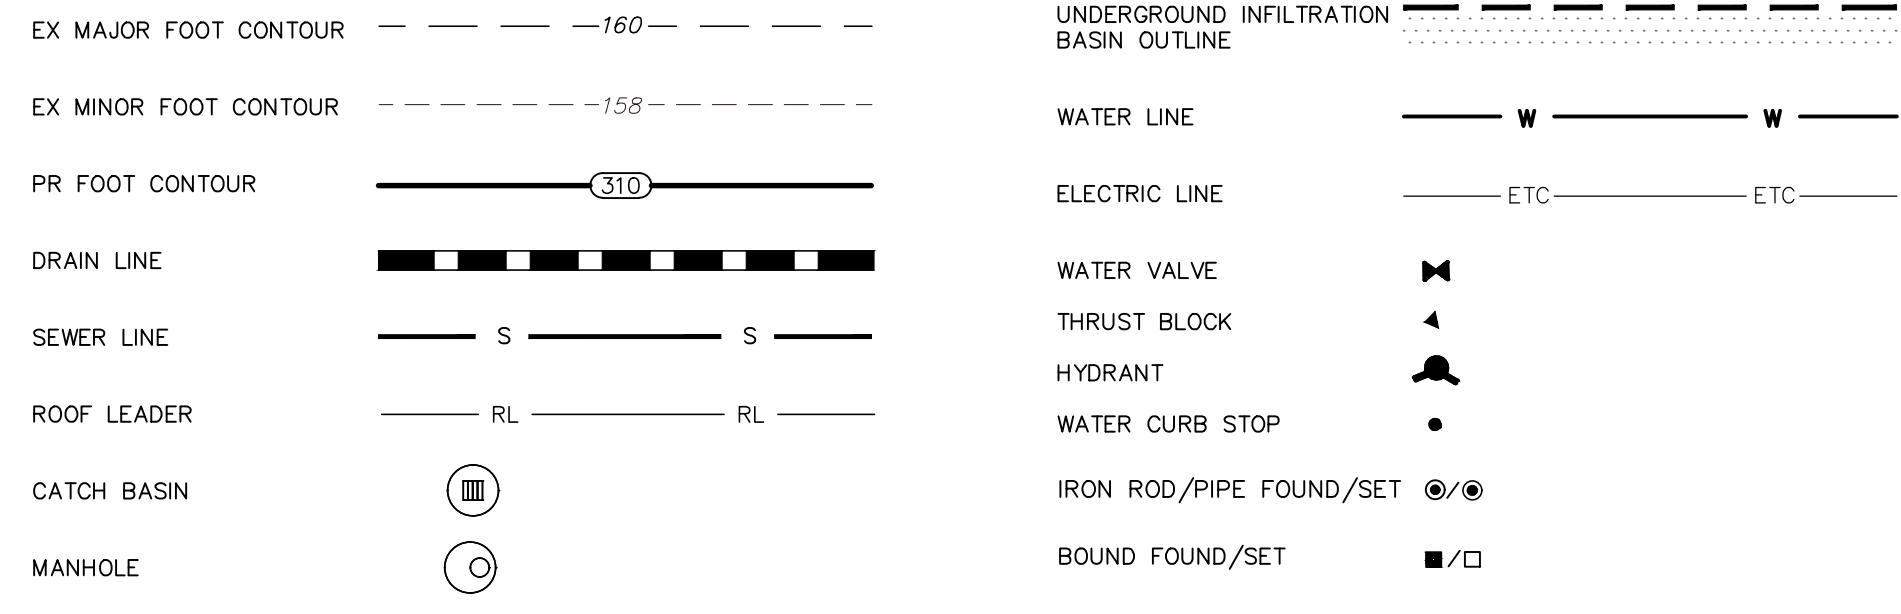 EX MAJOR FOOT CONTOUR 160
EX MINOR FOOT CONTOUR 158
PR FOOT CONTOUR 310
DRAIN LINE
SEWER LINE S S
ROOF LEADER RL RL
CATCH BASIN
MANHOLE
UNDERGROUND INFILTRATION
BASIN OUTLINE
WATER LINE W W
ELECTRIC LINE ETC ETC
WATER VALVE
THRUST BLOCK
HYDRANT
WATER CURB STOP
IRON ROD/PIPE FOUND/SET /
BOUND FOUND/SET /